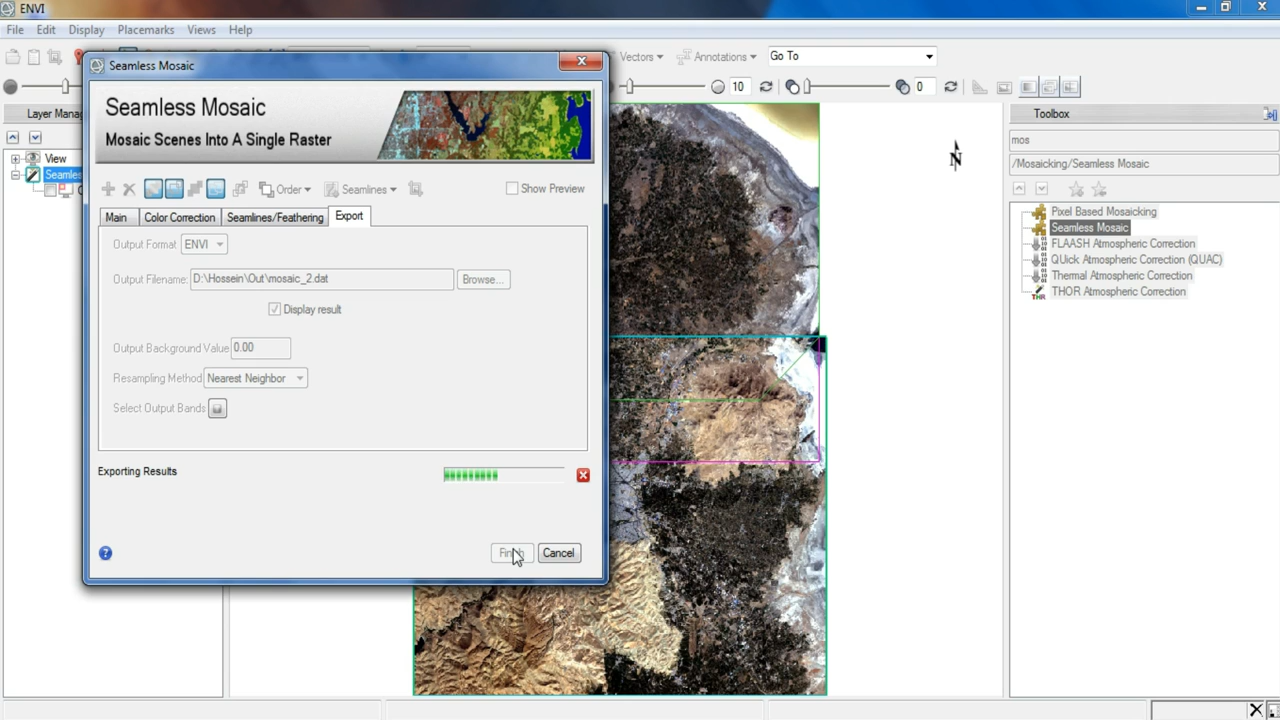 ENVI
File Edit Display Placemarks Views Help
Vectors Annotations Go To
10 0
Seamless Mosaic
Seamless Mosaic
Mosaic Scenes Into A Single Raster
Order Seamlines Show Preview
Main Color Correction Seamlines/Feathering Export
Output Format ENVI
Output Filename: D:\Hossein\Out\mosaic_2.dat Browse...
Display result
Output Background Value 0.00
Resampling Method Nearest Neighbor
Select Output Bands
Exporting Results
Cancel
Layer Mana
View
Seamles
N
Toolbox
mos
/Mosaicking/Seamless Mosaic
Pixel Based Mosaicking
Seamless Mosaic
FLAASH Atmospheric Correction
QUick Atmospheric Correction (QUAC)
Thermal Atmospheric Correction
THOR Atmospheric Correction